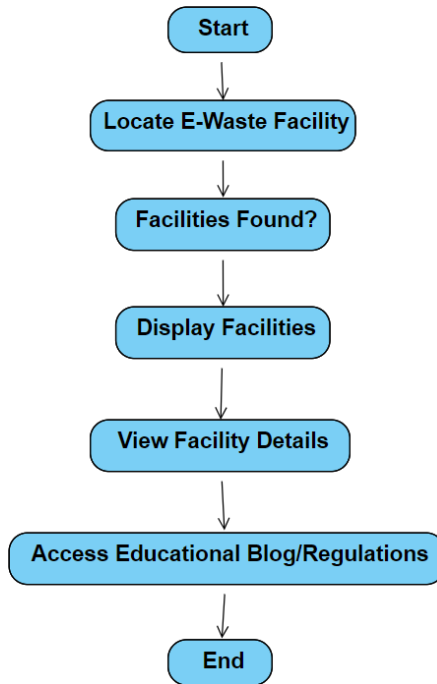 Start
Locate E-Waste Facility
Facilities Found?
Display Facilities
View Facility Details
Access Educational Blog/Regulations
End